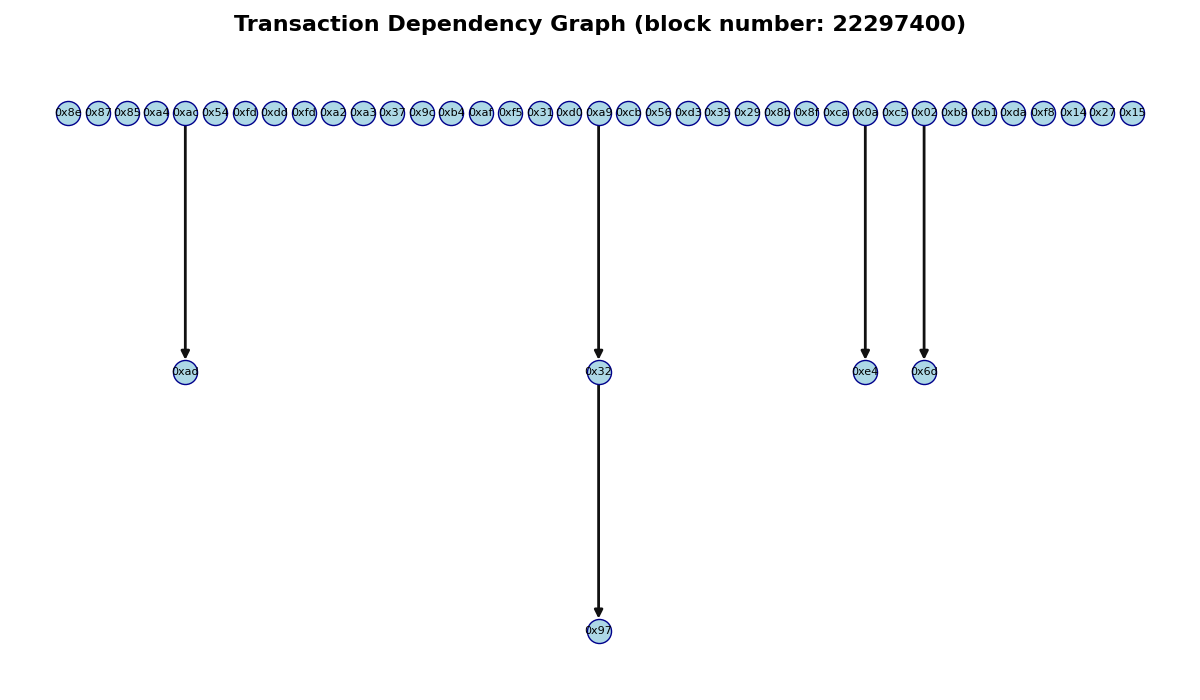 Transaction Dependency Graph (block number: 22297400)
0x8e 0x87 0x85 0xa4 0xac 0x54 0xfd 0xdd 0xfd 0xa2 0xa3 0x37 0x9c 0xb4 0xaf 0xf5 0x31 0xd0 0xa9 0xcb 0x56 0xd3 0x35 0x29 0x8b 0x8f 0xca 0x0a 0xc5 0x02 0xb8 0xb1 0xda 0xf8 0x14 0x27 0x15
0xad 0x32 0xe4 0x6d
0x97